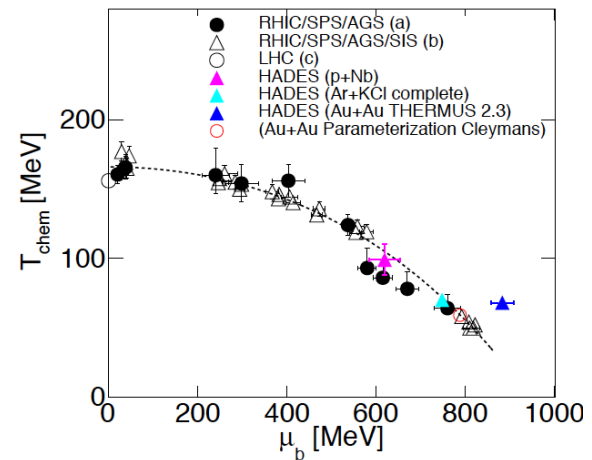 RHIC/SPS/AGS (a)
RHIC/SPS/AGS/SIS (b)
LHC (c)
HADES (p+Nb)
HADES (Ar+KCl complete)
HADES (Au+Au THERMUS 2.3)
(Au+Au Parameterization Cleymans)
T_chem [MeV]
200
100
0
0 200 400 600 800 1000
μ_b [MeV]